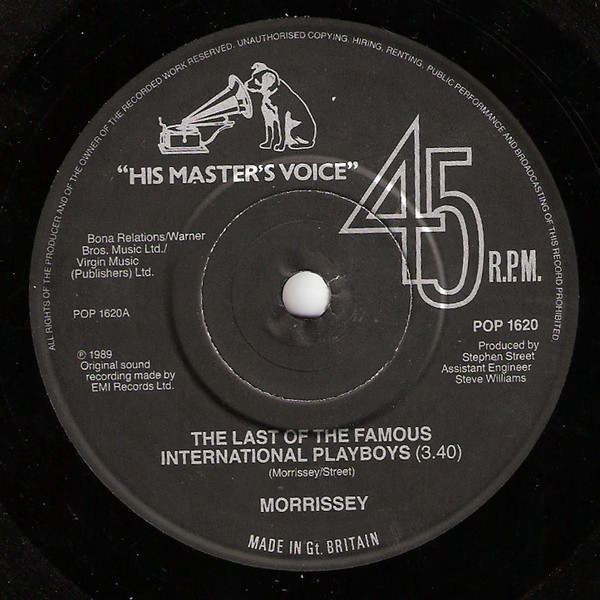 ALL RIGHTS OF THE PRODUCER AND OF THE OWNER OF THE RECORDED WORK RESERVED. UNAUTHORISED COPYING, HIRING, RENTING, PUBLIC PERFORMANCE AND BROADCASTING OF THIS RECORD PROHIBITED.
"HIS MASTER'S VOICE"
45
R.P.M.
Bona Relations/Warner
Bros. Music Ltd./
Virgin Music
(Publishers) Ltd.
POP 1620A
℗ 1989
Original sound
recording made by
EMI Records Ltd.
POP 1620
Produced by
Stephen Street
Assistant Engineer
Steve Williams
THE LAST OF THE FAMOUS
INTERNATIONAL PLAYBOYS (3.40)
(Morrissey/Street)
MORRISSEY
MADE IN Gt. BRITAIN